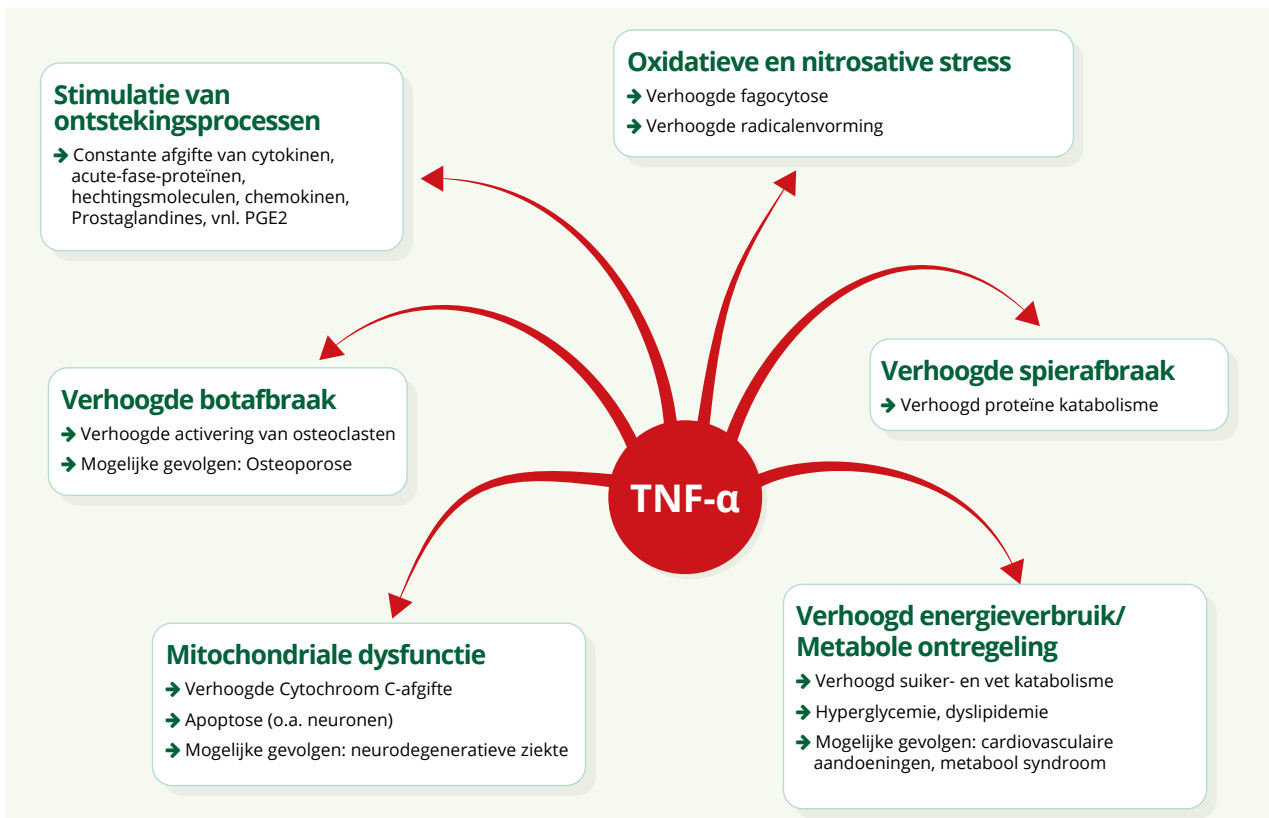 Stimulatie van
ontstekingsprocessen
➔ Constante afgifte van cytokinen,
acute-fase-proteïnen,
hechtingsmoleculen, chemokinen,
Prostaglandines, vnl. PGE2
Oxidatieve en nitrosative stress
➔ Verhoogde fagocytose
➔ Verhoogde radicalenvorming
Verhoogde botafbraak
➔ Verhoogde activering van osteoclasten
➔ Mogelijke gevolgen: Osteoporose
Verhoogde spierafbraak
➔ Verhoogd proteïne katabolisme
TNF-α
Mitochondriale dysfunctie
➔ Verhoogde Cytochroom C-afgifte
➔ Apoptose (o.a. neuronen)
➔ Mogelijke gevolgen: neurodegeneratieve ziekte
Verhoogd energieverbruik/
Metabole ontregeling
➔ Verhoogd suiker- en vet katabolisme
➔ Hyperglycemie, dyslipidemie
➔ Mogelijke gevolgen: cardiovasculaire
aandoeningen, metabool syndroom